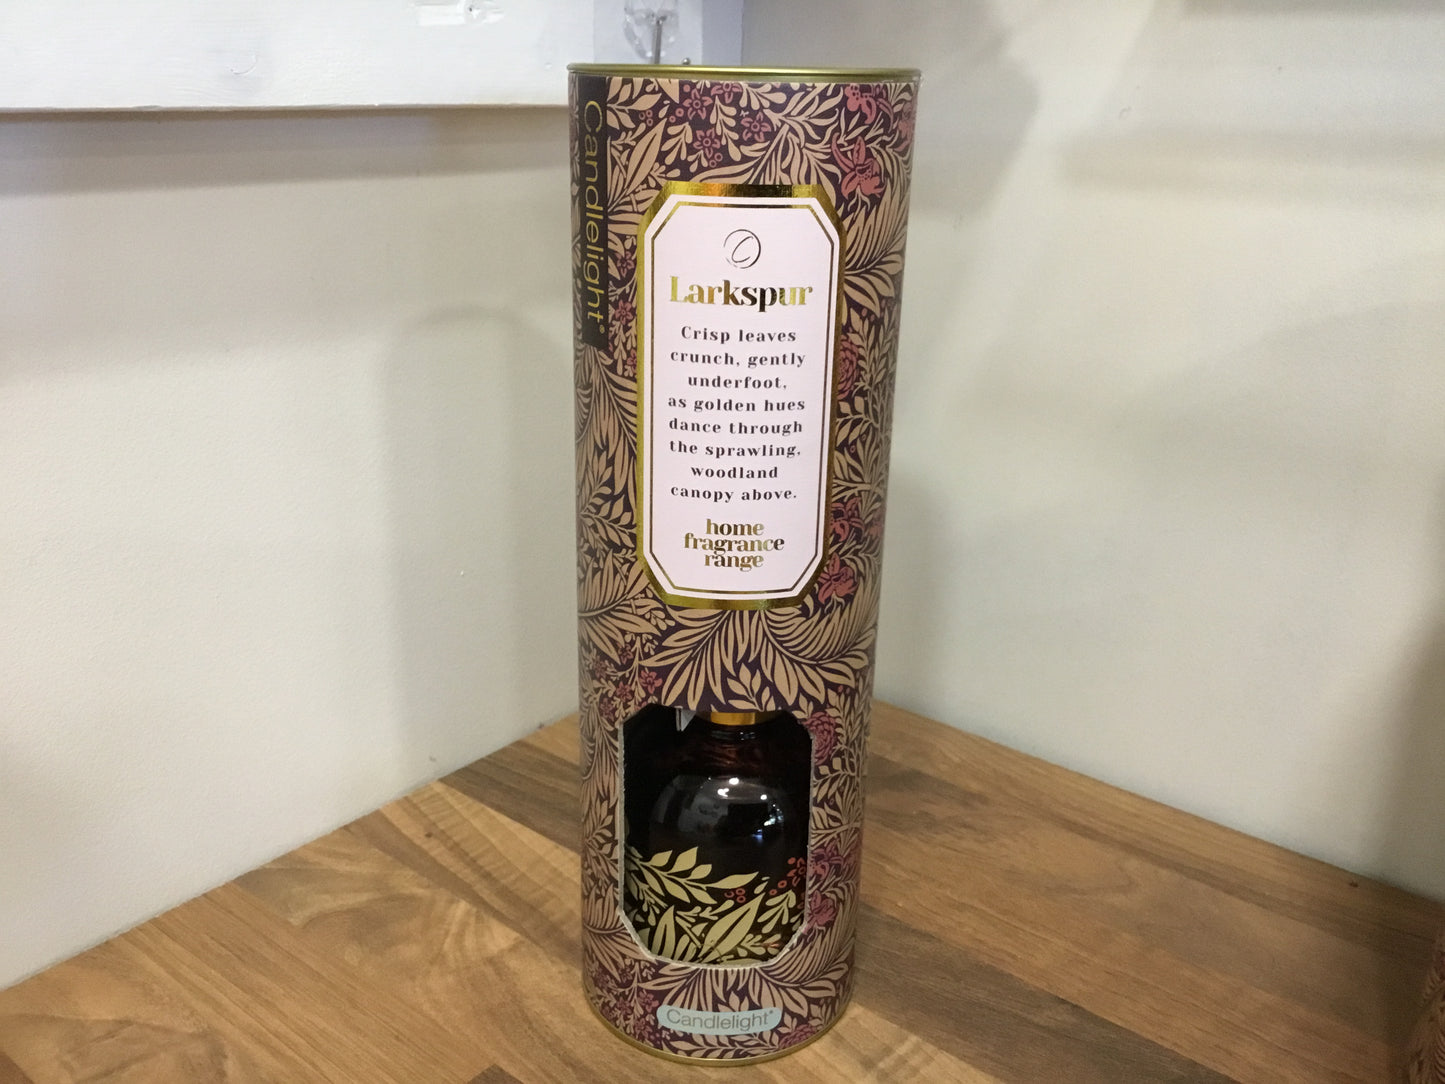 Candlelight®
Larkspur
Crisp leaves
crunch, gently
underfoot,
as golden hues
dance through
the sprawling,
woodland
canopy above.
home
fragrance
range
Candlelight®